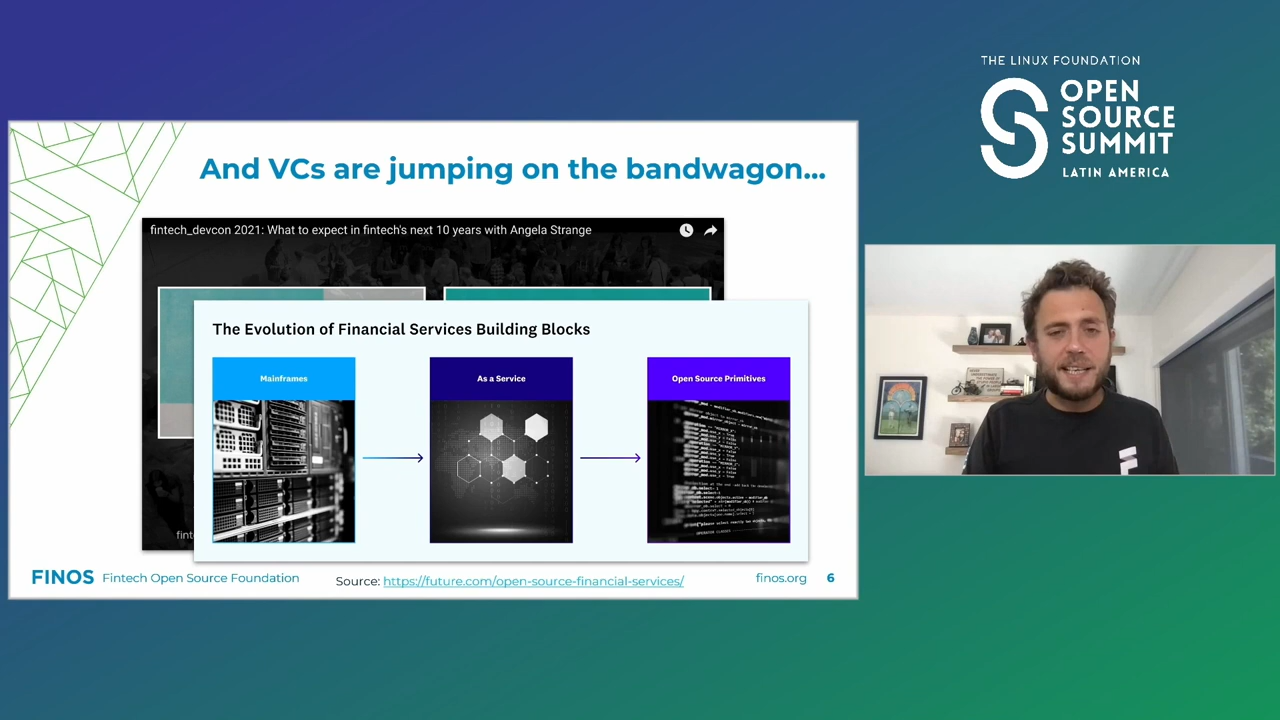 THE LINUX FOUNDATION
OPEN
SOURCE
SUMMIT
LATIN AMERICA
And VCs are jumping on the bandwagon...
fintech_devcon 2021: What to expect in fintech's next 10 years with Angela Strange
The Evolution of Financial Services Building Blocks
Mainframes
As a Service
Open Source Primitives
FINOS Fintech Open Source Foundation
Source: https://future.com/open-source-financial-services/
finos.org 6